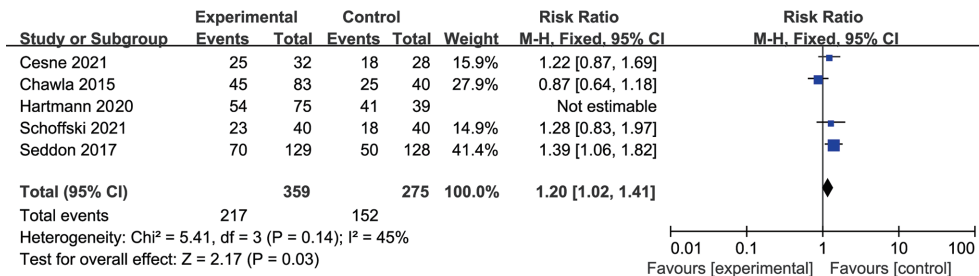 Experimental Control Risk Ratio Risk Ratio
Study or Subgroup Events Total Events Total Weight M-H, Fixed, 95% CI M-H, Fixed, 95% CI
Cesne 2021 25 32 18 28 15.9% 1.22 [0.87, 1.69]
Chawla 2015 45 83 25 40 27.9% 0.87 [0.64, 1.18]
Hartmann 2020 54 75 41 39 Not estimable
Schoffski 2021 23 40 18 40 14.9% 1.28 [0.83, 1.97]
Seddon 2017 70 129 50 128 41.4% 1.39 [1.06, 1.82]
Total (95% CI) 359 275 100.0% 1.20 [1.02, 1.41]
Total events 217 152
Heterogeneity: Chi² = 5.41, df = 3 (P = 0.14); I² = 45%
Test for overall effect: Z = 2.17 (P = 0.03)
0.01 0.1 1 10 100
Favours [experimental] Favours [control]